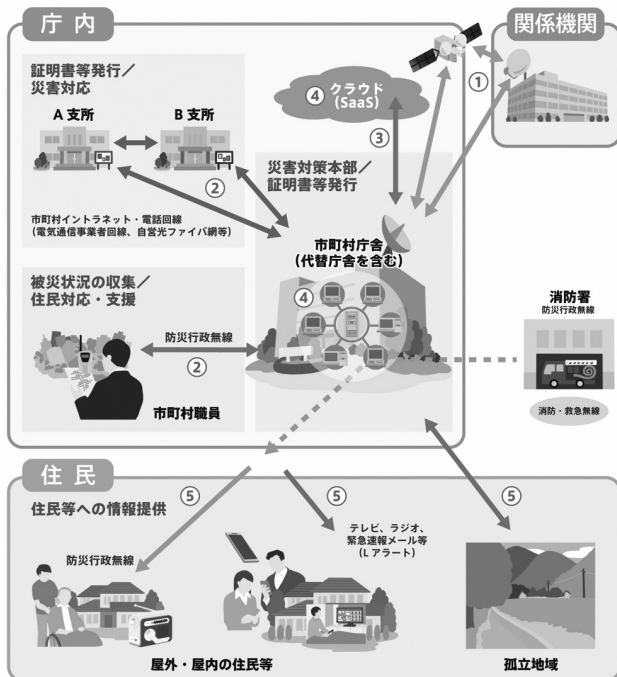 庁内
関係機関
証明書等発行／
災害対応
A 支所
B 支所
④
クラウド
(SaaS)
①
③
②
災害対策本部／
証明書等発行
市町村イントラネット・電話回線
(電気通信事業者回線、自営光ファイバ網等)
市町村庁舎
(代替庁舎を含む)
被災状況の収集／
住民対応・支援
④
消防署
防災行政無線
防災行政無線
②
市町村職員
消防・救急無線
住民
⑤
⑤
⑤
住民等への情報提供
テレビ、ラジオ、
緊急速報メール等
(L アラート)
防災行政無線
屋外・屋内の住民等
孤立地域